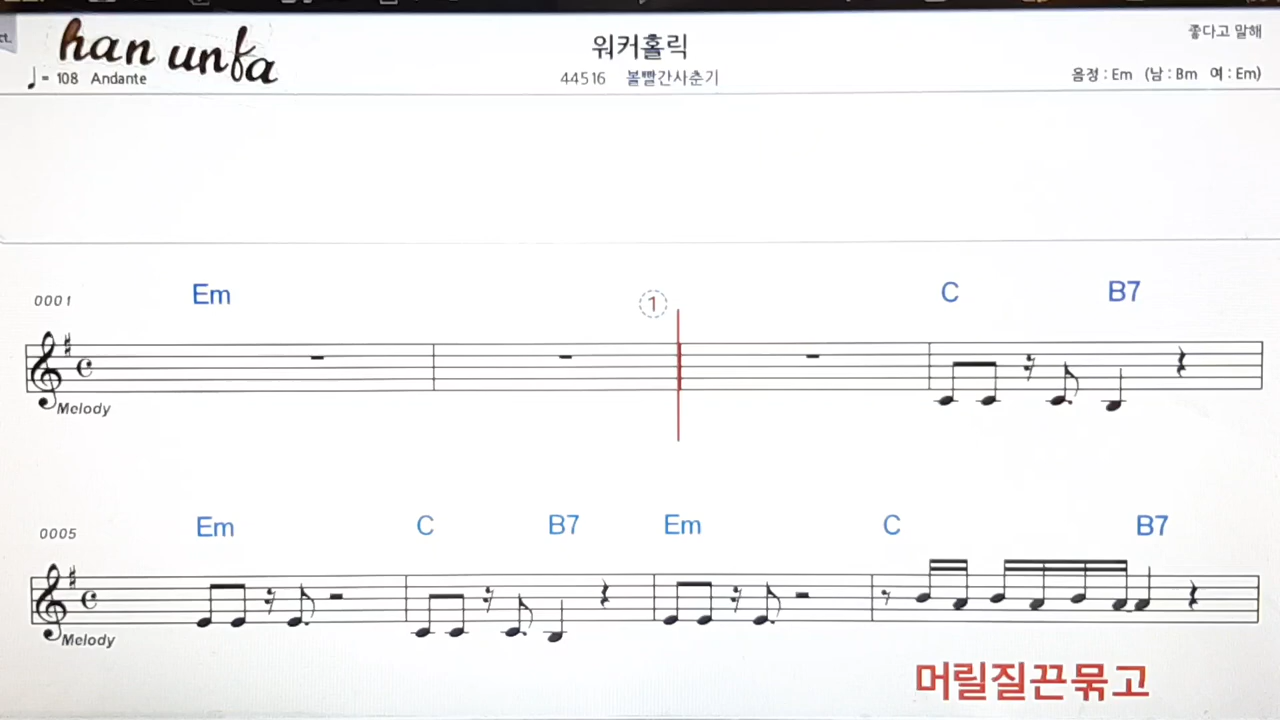 ct.
han unfa
♩= 108 Andante
워커홀릭
44516 볼빨간사춘기
좋다고 말해
음정 : Em (남 : Bm 여 : Em)
0001 Em 1 C B7
Melody
0005 Em C B7 Em C B7
Melody
머릴질끈묶고